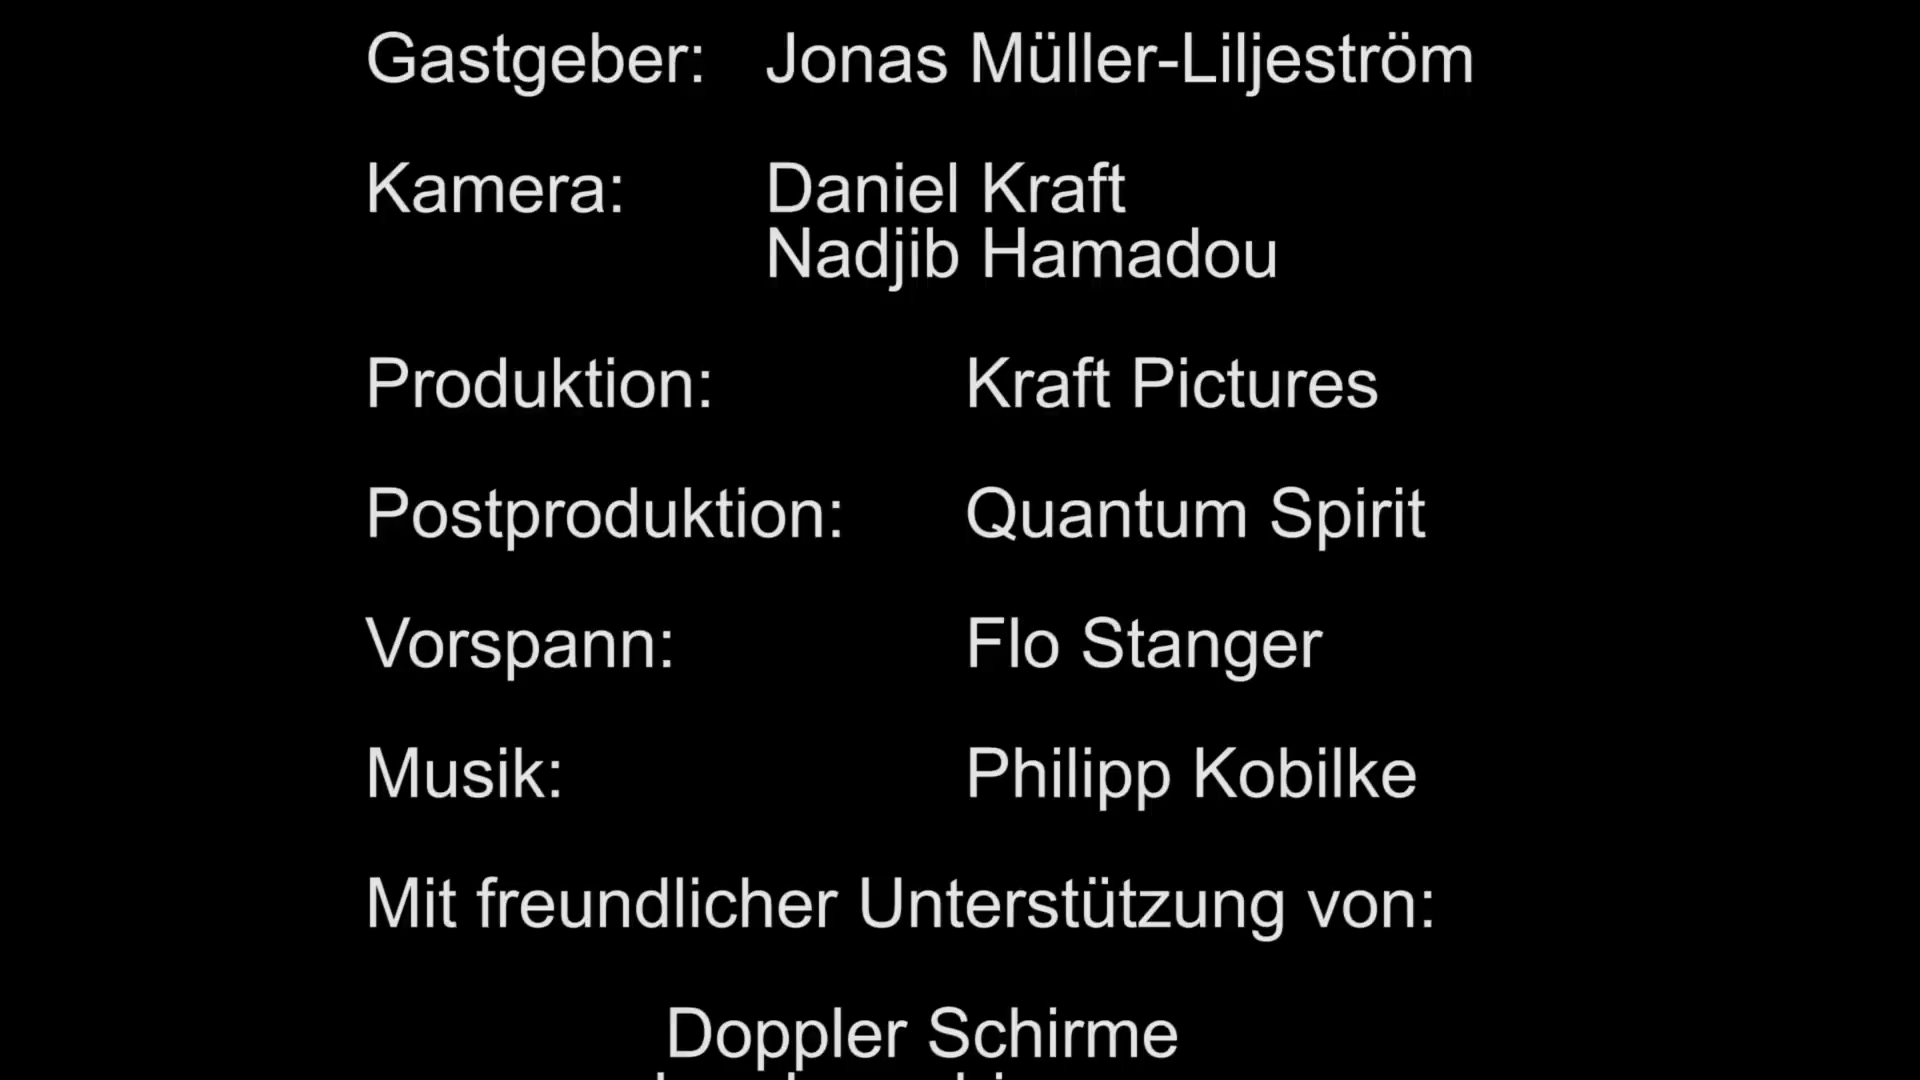 Gastgeber: Jonas Müller-Liljeström
Kamera: Daniel Kraft
Nadjib Hamadou
Produktion: Kraft Pictures
Postproduktion: Quantum Spirit
Vorspann: Flo Stanger
Musik: Philipp Kobilke
Mit freundlicher Unterstützung von:
Doppler Schirme